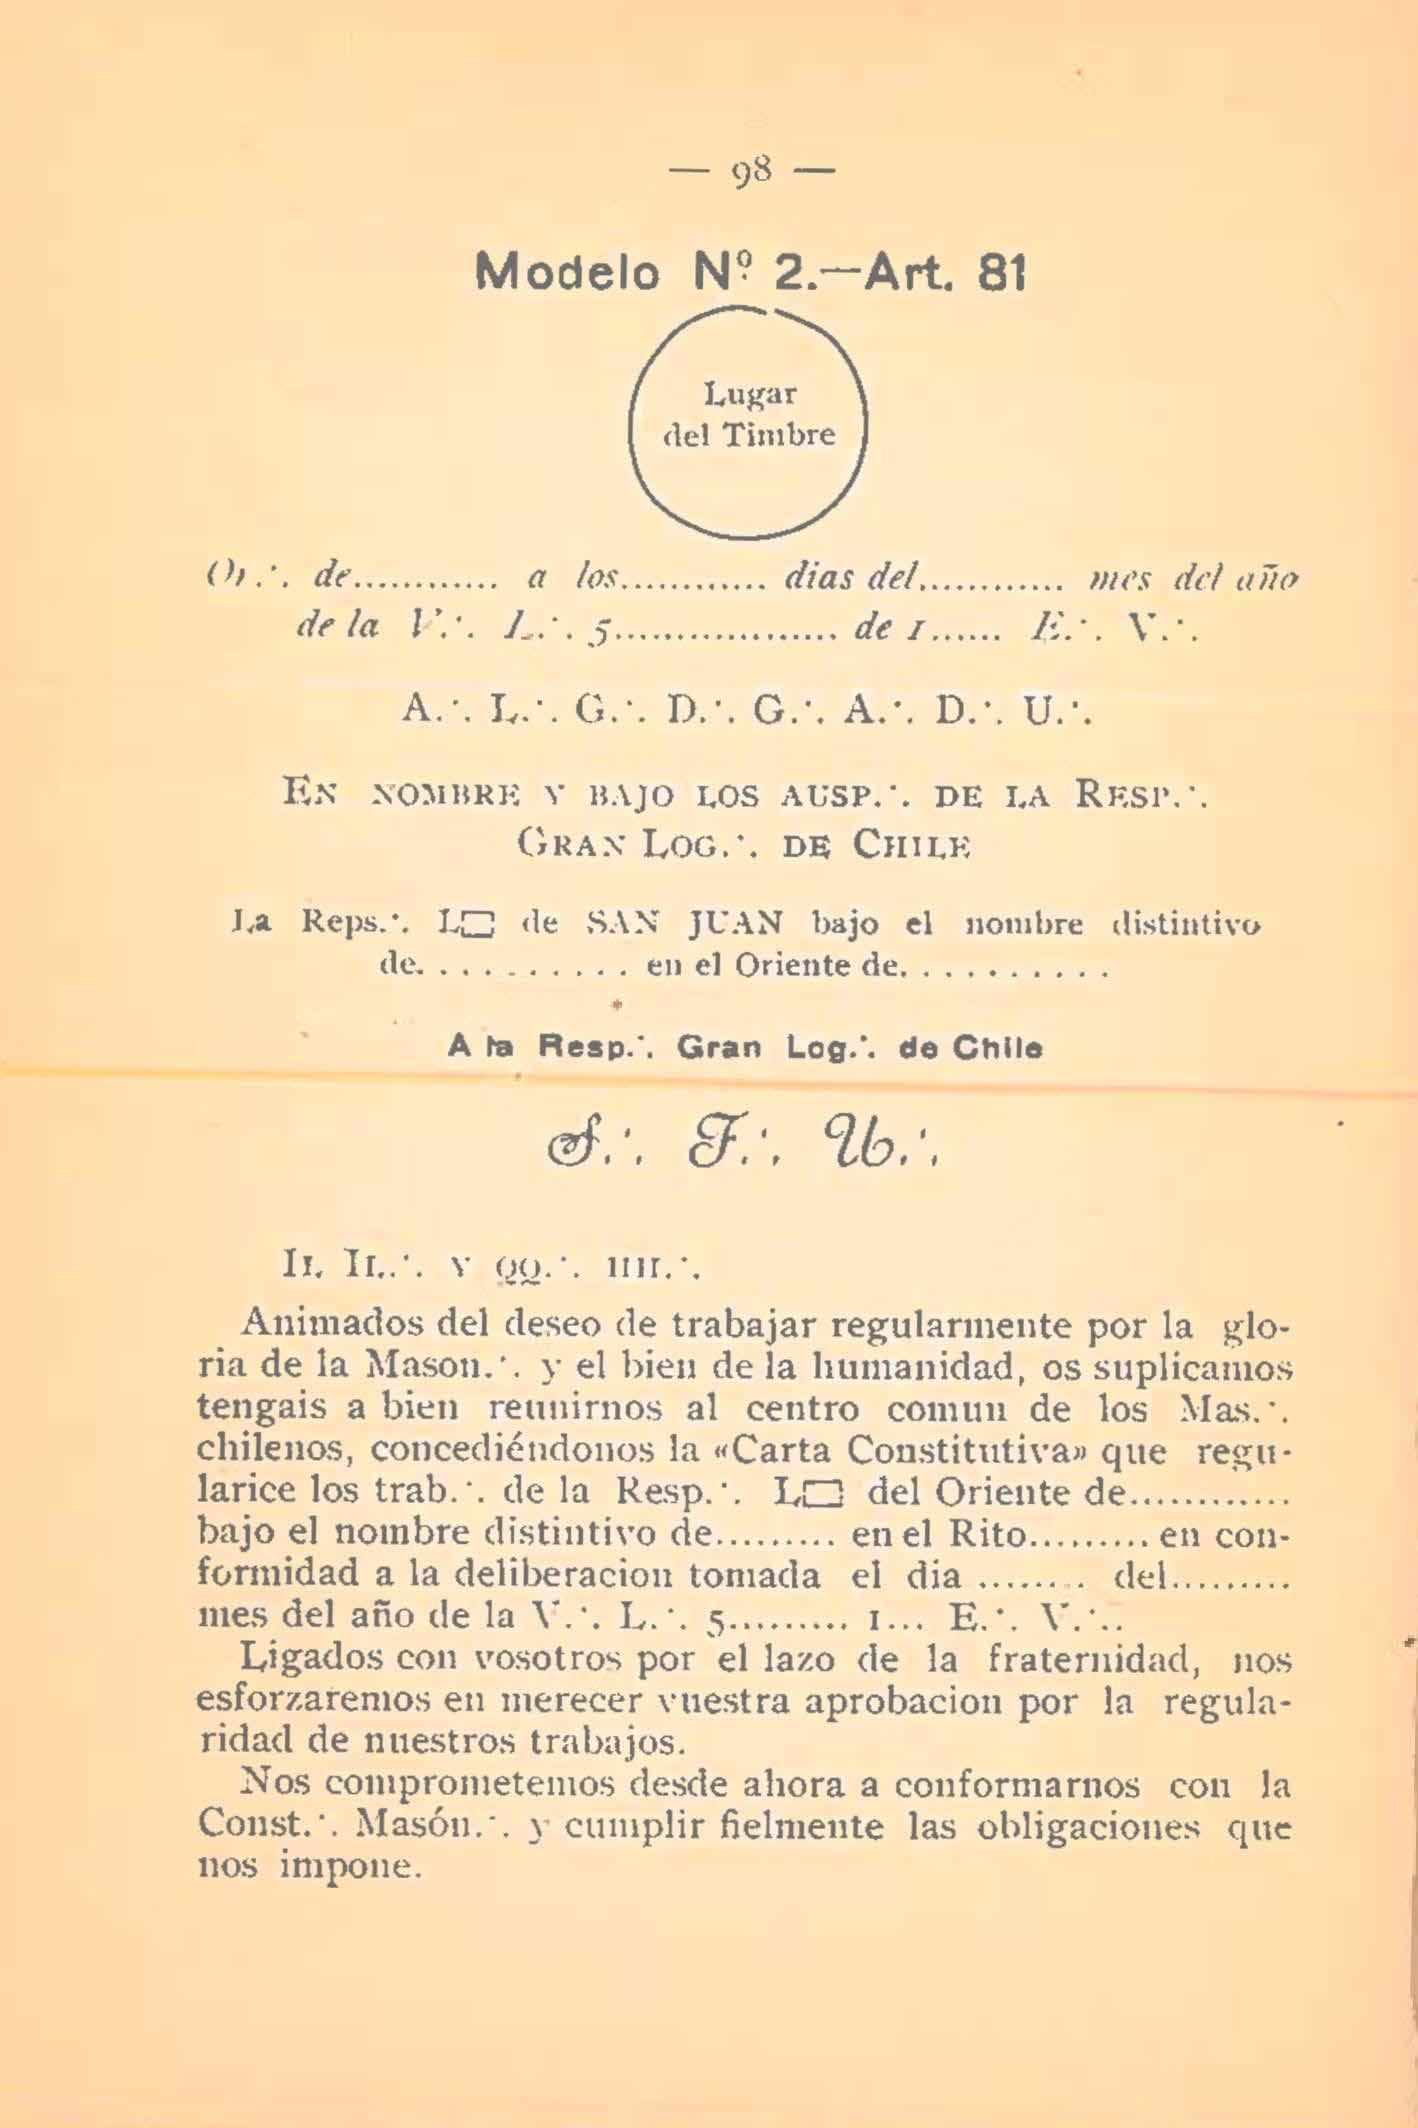 — 98 —
Modelo Nº 2.—Art. 81
Lugar
del Timbre
Or∴ de............ a los............ dias del............ mes del año
de la V∴ L∴ 5.................. de 1...... E∴ V∴
A∴ L∴ G∴ D∴ G∴ A∴ D∴ U∴
En nombre y bajo los ausp∴ de la Resp∴
Gran Log∴ de Chile
La Reps∴ L▭ de SAN JUAN bajo el nombre distintivo
de........... en el Oriente de...........
A la Resp∴ Gran Log∴ de Chile
S∴ F∴ U∴
Il. Il∴ y qq∴ hh∴
Animados del deseo de trabajar regularmente por la glo-
ria de la Mason∴ y el bien de la humanidad, os suplicamos
tengais a bien reunirnos al centro comun de los Mas∴
chilenos, concediéndonos la «Carta Constitutiva» que regu-
larice los trab∴ de la Resp∴ L▭ del Oriente de.............
bajo el nombre distintivo de......... en el Rito......... en con-
formidad a la deliberacion tomada el dia ........ del.........
mes del año de la V∴ L∴ 5......... 1... E∴ V∴.
Ligados con vosotros por el lazo de la fraternidad, nos
esforzaremos en merecer vuestra aprobacion por la regula-
ridad de nuestros trabajos.
Nos comprometemos desde ahora a conformarnos con la
Const∴ Masón∴ y cumplir fielmente las obligaciones que
nos impone.